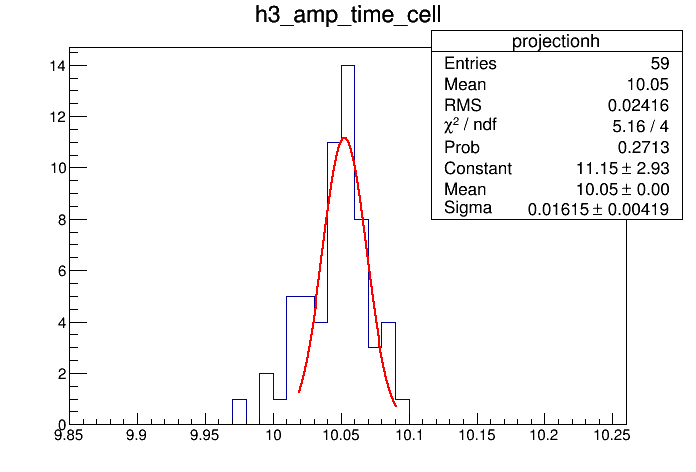 h3_amp_time_cell
projectionh
Entries 59
Mean 10.05
RMS 0.02416
χ² / ndf 5.16 / 4
Prob 0.2713
Constant 11.15 ± 2.93
Mean 10.05 ± 0.00
Sigma 0.01615 ± 0.00419
14
12
10
8
6
4
2
0
9.85 9.9 9.95 10 10.05 10.1 10.15 10.2 10.25